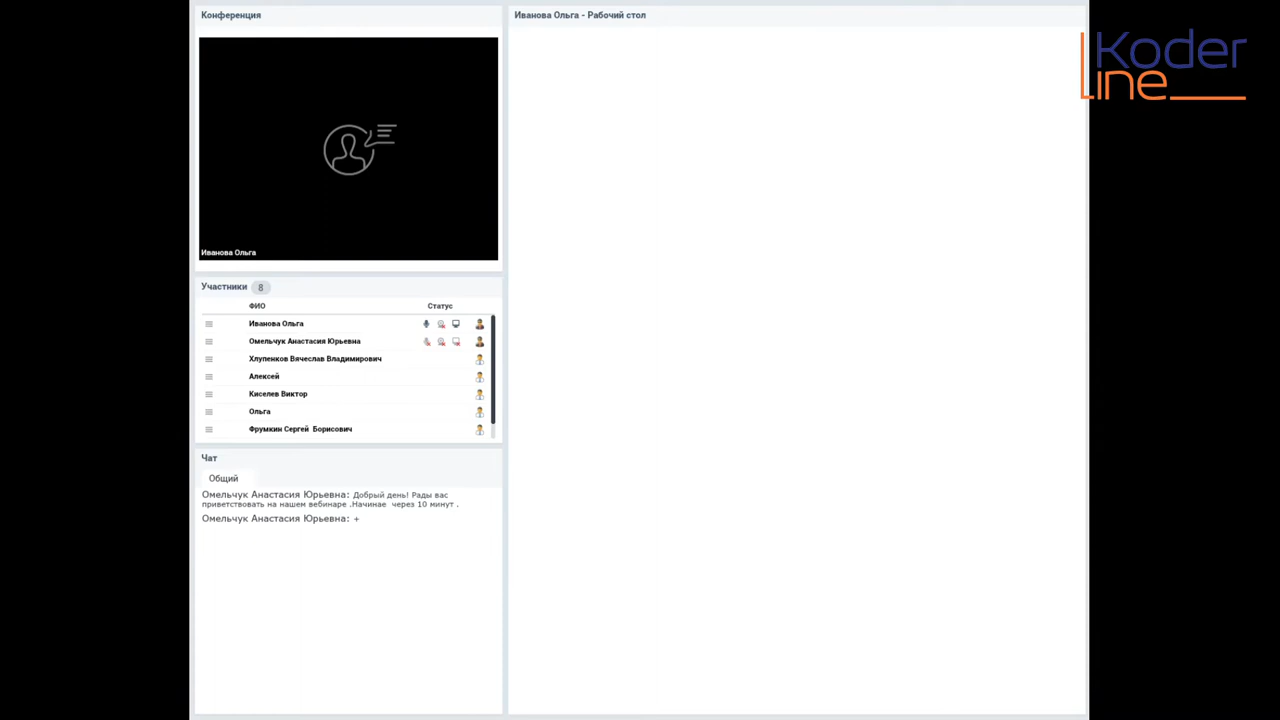 Конференция
Иванова Ольга
Участники 8
ФИО Статус
Иванова Ольга
Омельчук Анастасия Юрьевна
Хлупенков Вячеслав Владимирович
Алексей
Киселев Виктор
Ольга
Фрумкин Сергей Борисович
Чат
Общий
Омельчук Анастасия Юрьевна: Добрый день! Рады вас
приветствовать на нашем вебинаре .Начинае через 10 минут .
Омельчук Анастасия Юрьевна: +
Иванова Ольга - Рабочий стол
Koder
Line